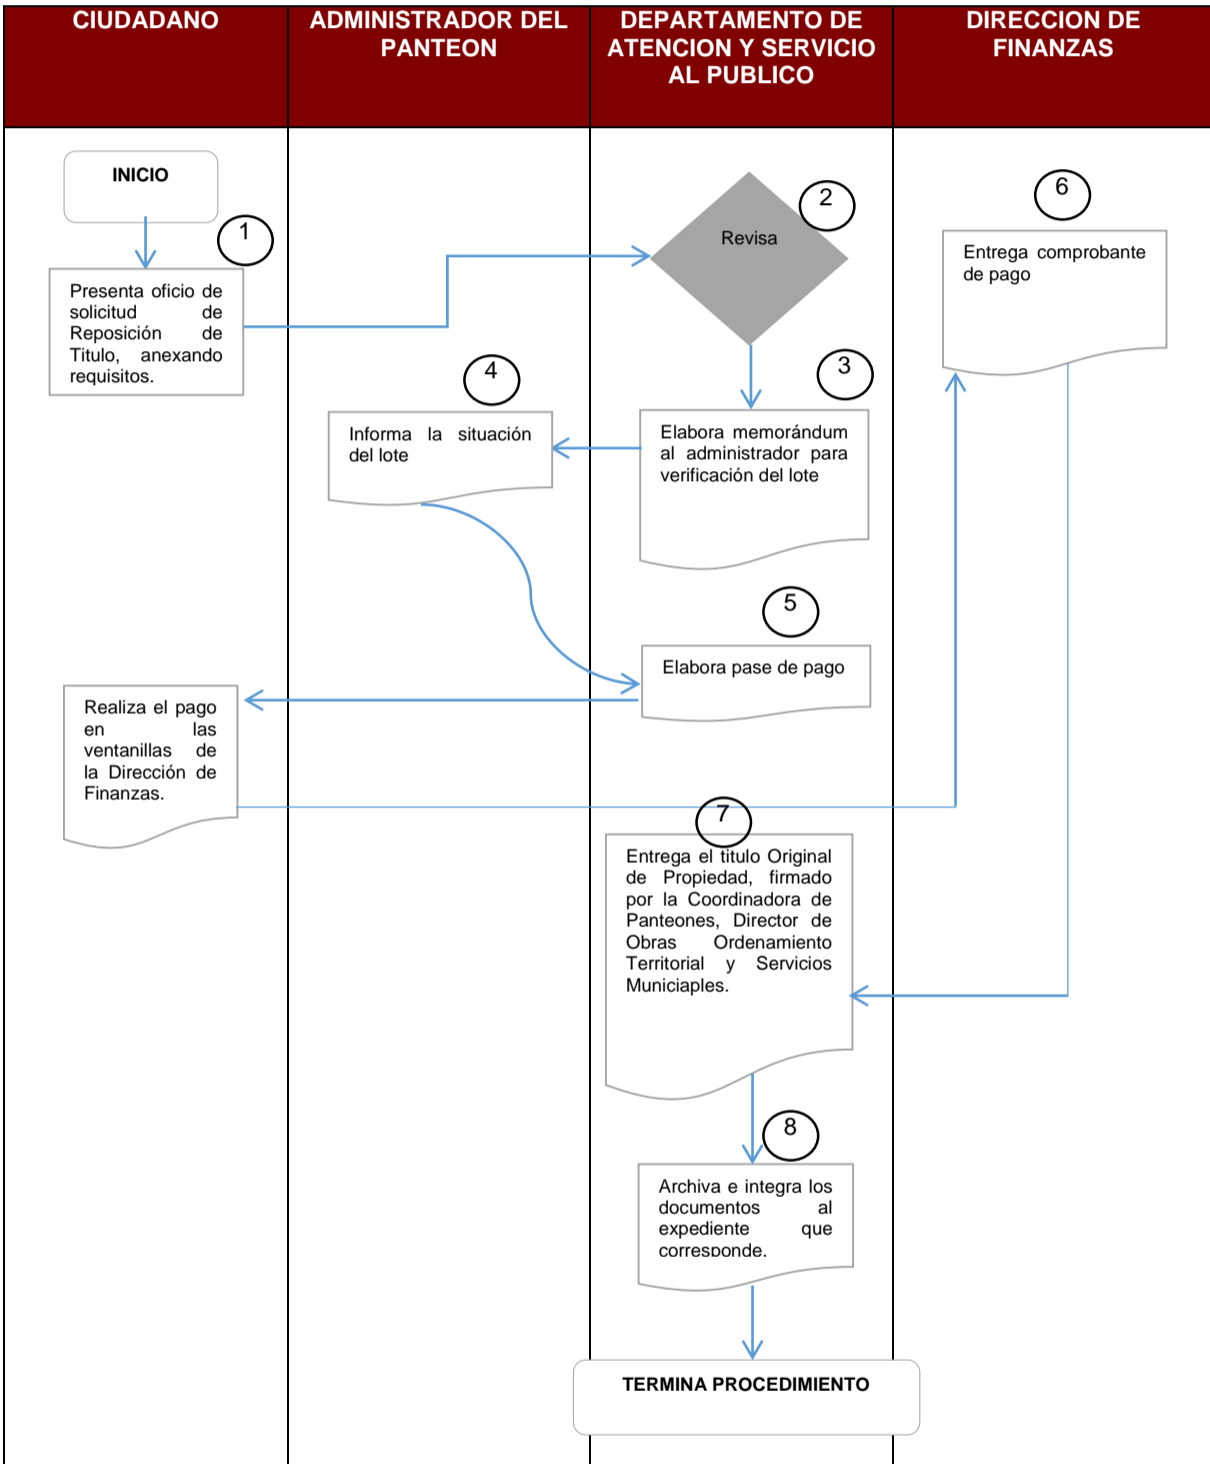 CIUDADANO
ADMINISTRADOR DEL
PANTEON
DEPARTAMENTO DE
ATENCION Y SERVICIO
AL PUBLICO
DIRECCION DE
FINANZAS
INICIO
1
Presenta oficio de
solicitud de
Reposición de
Titulo, anexando
requisitos.
2
Revisa
3
Elabora memorándum
al administrador para
verificación del lote
4
Informa la situación
del lote
5
Elabora pase de pago
Realiza el pago
en las
ventanillas de
la Dirección de
Finanzas.
6
Entrega comprobante
de pago
7
Entrega el titulo Original
de Propiedad, firmado
por la Coordinadora de
Panteones, Director de
Obras Ordenamiento
Territorial y Servicios
Municiaples.
8
Archiva e integra los
documentos al
expediente que
corresponde.
TERMINA PROCEDIMIENTO